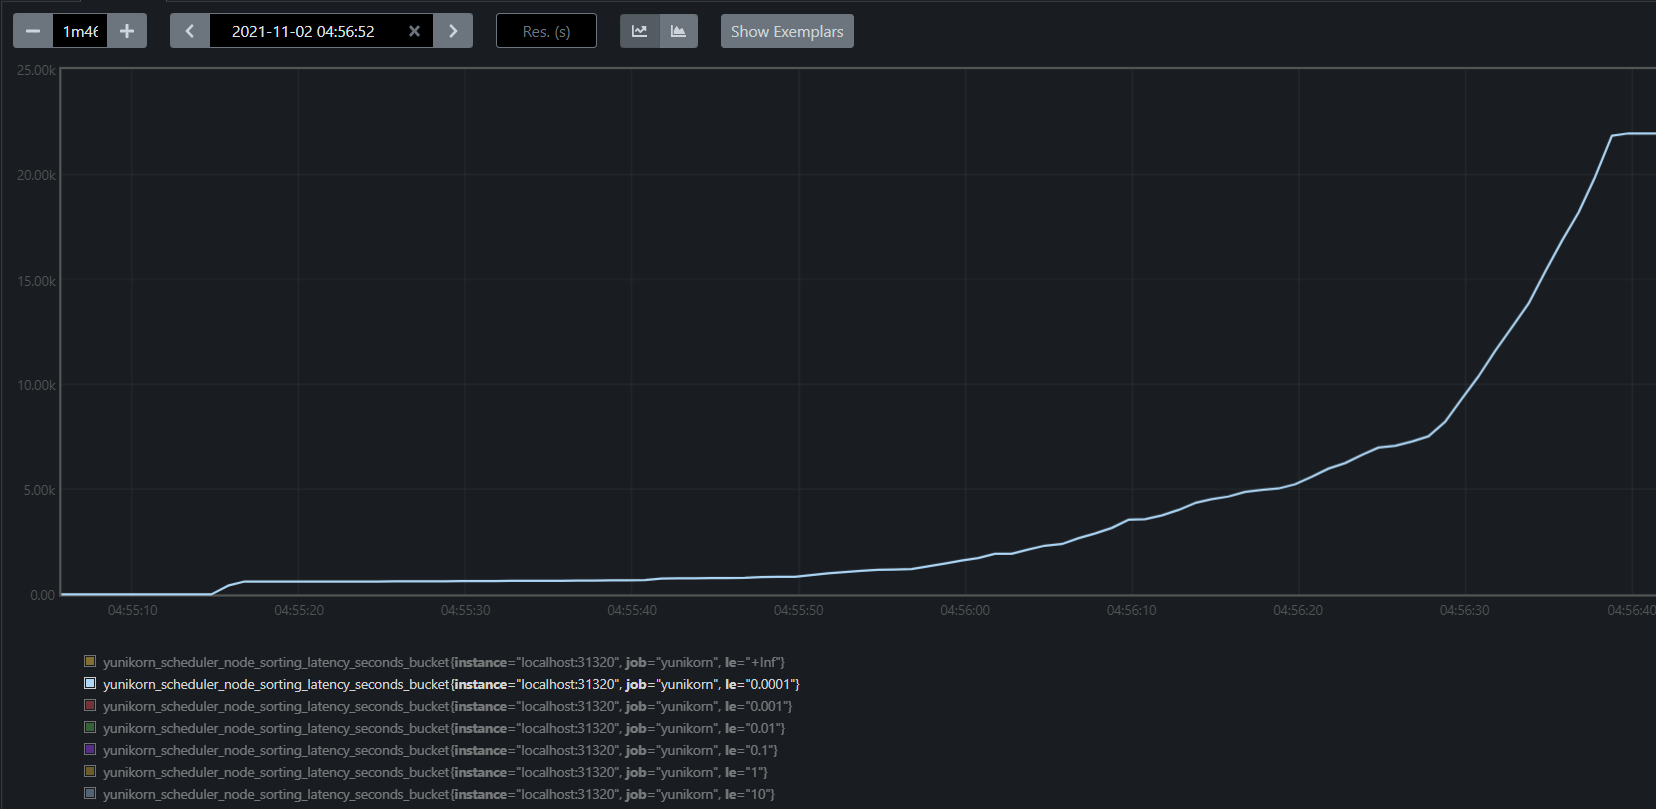 1m46
2021-11-02 04:56:52
Res. (s)
Show Exemplars
25.00k
20.00k
15.00k
10.00k
5.00k
0.00
04:55:10 04:55:20 04:55:30 04:55:40 04:55:50 04:56:00 04:56:10 04:56:20 04:56:30 04:56:40
yunikorn_scheduler_node_sorting_latency_seconds_bucket{instance="localhost:31320", job="yunikorn", le="+Inf"}
yunikorn_scheduler_node_sorting_latency_seconds_bucket{instance="localhost:31320", job="yunikorn", le="0.0001"}
yunikorn_scheduler_node_sorting_latency_seconds_bucket{instance="localhost:31320", job="yunikorn", le="0.001"}
yunikorn_scheduler_node_sorting_latency_seconds_bucket{instance="localhost:31320", job="yunikorn", le="0.01"}
yunikorn_scheduler_node_sorting_latency_seconds_bucket{instance="localhost:31320", job="yunikorn", le="0.1"}
yunikorn_scheduler_node_sorting_latency_seconds_bucket{instance="localhost:31320", job="yunikorn", le="1"}
yunikorn_scheduler_node_sorting_latency_seconds_bucket{instance="localhost:31320", job="yunikorn", le="10"}